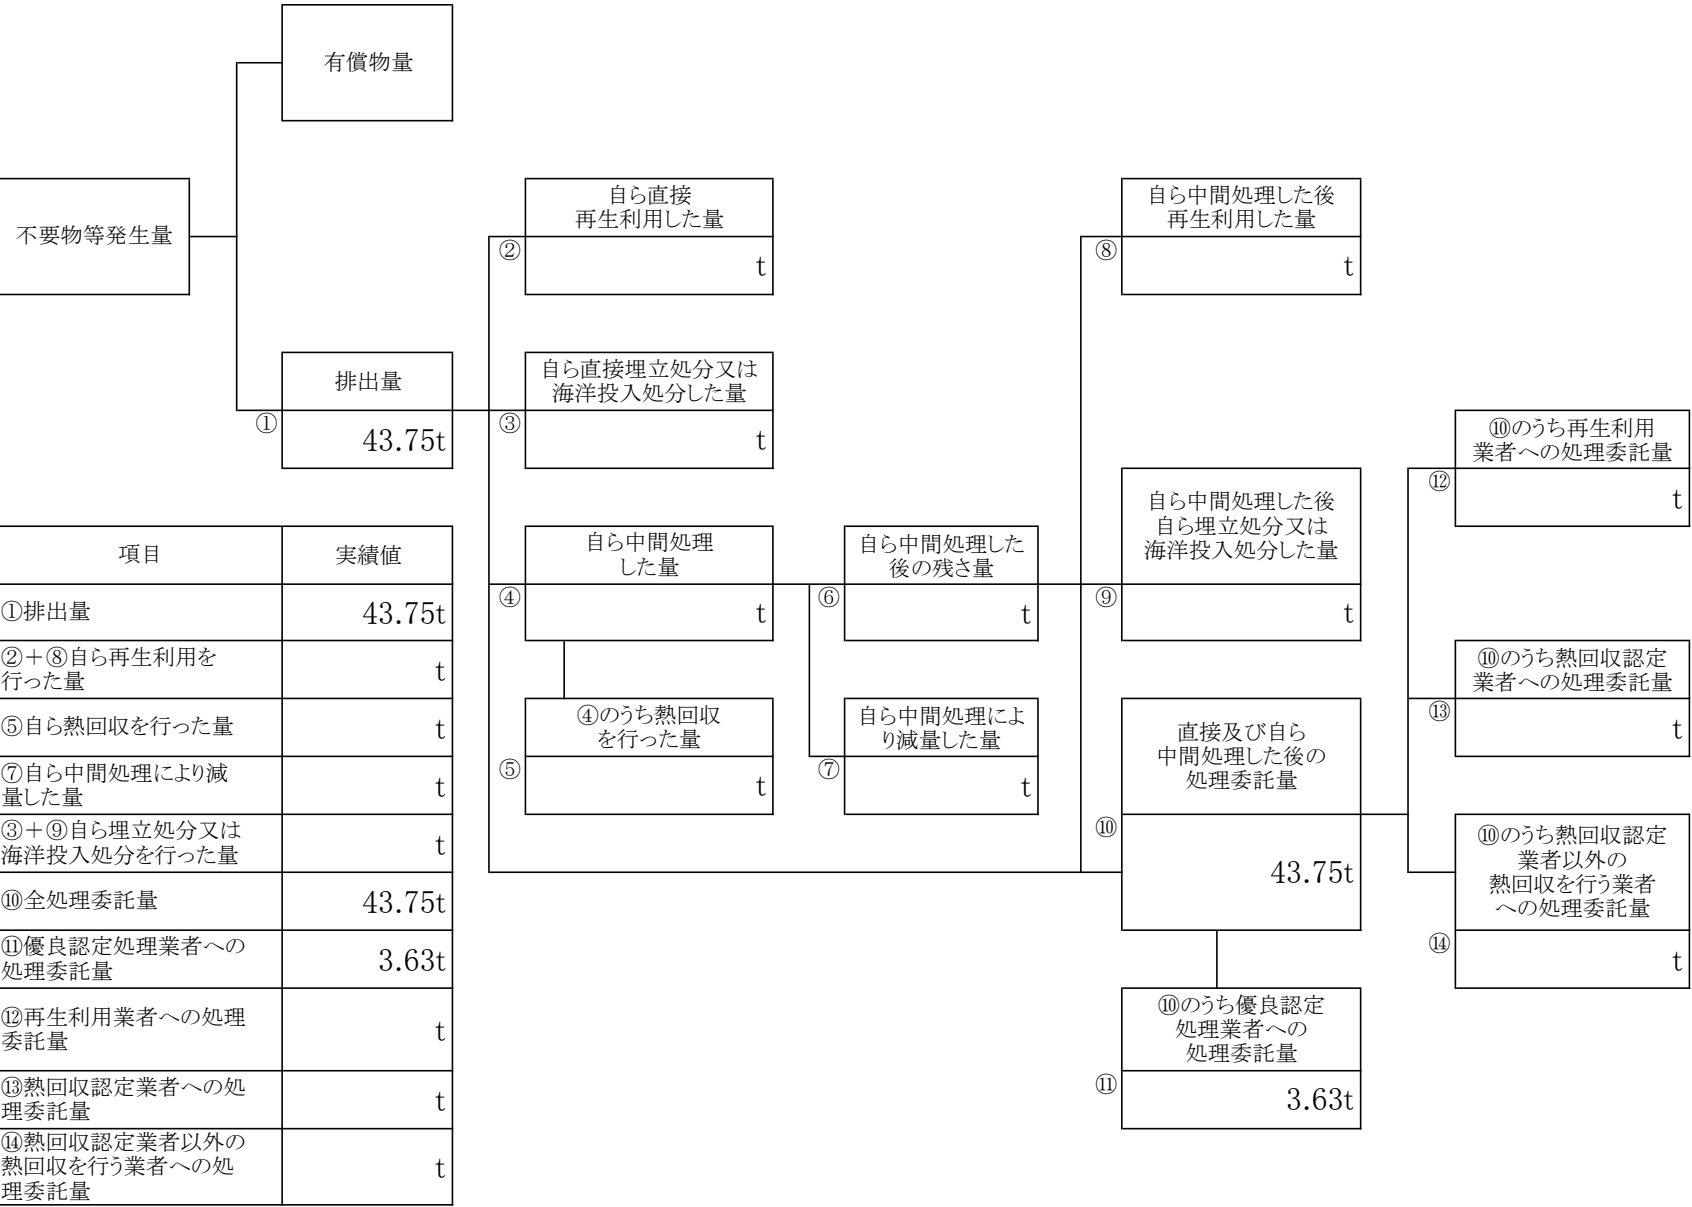 有償物量
不要物等発生量
自ら直接
再生利用した量
②
t
自ら中間処理した後
再生利用した量
⑧
t
排出量
①
43.75t
自ら直接埋立処分又は
海洋投入処分した量
③
t
⑩のうち再生利用
業者への処理委託量
⑫
t
自ら中間処理
した量
④
t
自ら中間処理した
後の残さ量
⑥
t
自ら中間処理した後
自ら埋立処分又は
海洋投入処分した量
⑨
t
⑩のうち熱回収認定
業者への処理委託量
⑬
t
④のうち熱回収
を行った量
⑤
t
自ら中間処理によ
り減量した量
⑦
t
直接及び自ら
中間処理した後の
処理委託量
⑩
43.75t
⑩のうち熱回収認定
業者以外の
熱回収を行う業者
への処理委託量
⑭
t
⑩のうち優良認定
処理業者への
処理委託量
⑪
3.63t
項目
実績値
①排出量
43.75t
②＋⑧自ら再生利用を
行った量
t
⑤自ら熱回収を行った量
t
⑦自ら中間処理により減
量した量
t
③＋⑨自ら埋立処分又は
海洋投入処分を行った量
t
⑩全処理委託量
43.75t
⑪優良認定処理業者への
処理委託量
3.63t
⑫再生利用業者への処理
委託量
t
⑬熱回収認定業者への処
理委託量
t
⑭熱回収認定業者以外の
熱回収を行う業者への処
理委託量
t